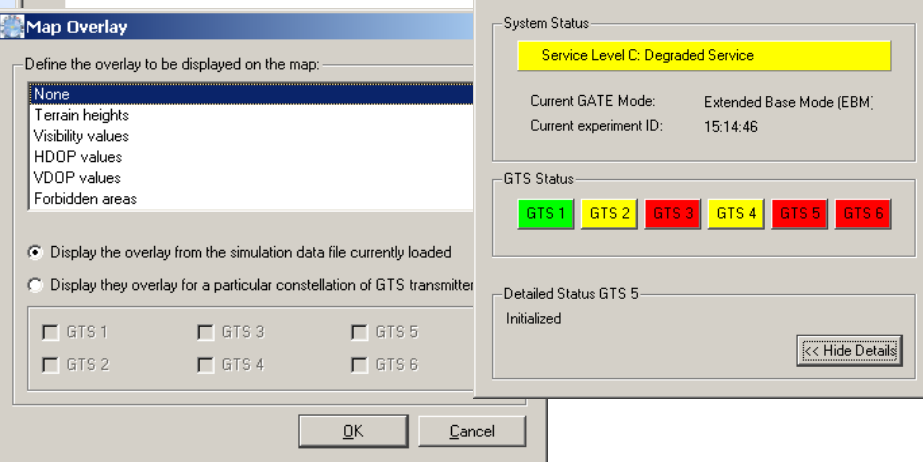 Map Overlay
Define the overlay to be displayed on the map:
None
Terrain heights
Visibility values
HDOP values
VDOP values
Forbidden areas
Display the overlay from the simulation data file currently loaded
Display they overlay for a particular constellation of GTS transmitter
GTS 1 GTS 3 GTS 5
GTS 2 GTS 4 GTS 6
OK Cancel
System Status
Service Level C: Degraded Service
Current GATE Mode: Extended Base Mode (EBM)
Current experiment ID: 15:14:46
GTS Status
GTS 1 GTS 2 GTS 3 GTS 4 GTS 5 GTS 6
Detailed Status GTS 5
Initialized
<< Hide Details